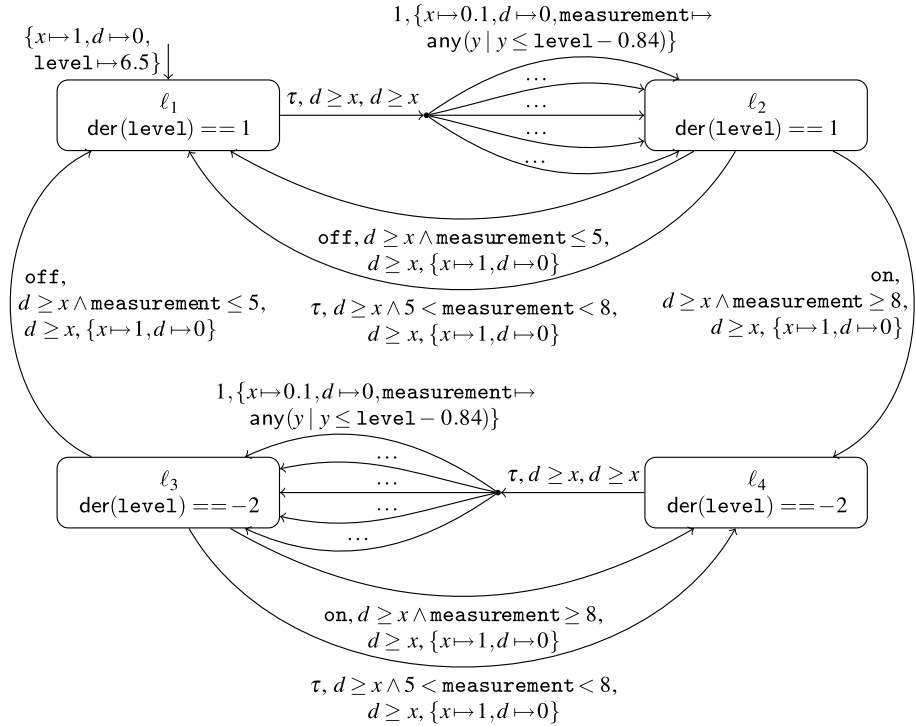 1,{x↦0.1,d↦0,measurement↦
any(y | y ≤ level − 0.84)}
{x↦1,d↦0,
level↦6.5}
ℓ1
der(level) == 1
τ, d ≥ x, d ≥ x
...
...
...
...
ℓ2
der(level) == 1
off, d ≥ x ∧ measurement ≤ 5,
d ≥ x, {x↦1,d↦0}
τ, d ≥ x ∧ 5 < measurement < 8,
d ≥ x, {x↦1,d↦0}
off,
d ≥ x ∧ measurement ≤ 5,
d ≥ x, {x↦1,d↦0}
on,
d ≥ x ∧ measurement ≥ 8,
d ≥ x, {x↦1,d↦0}
1,{x↦0.1,d↦0,measurement↦
any(y | y ≤ level − 0.84)}
ℓ3
der(level) == −2
...
...
...
...
τ, d ≥ x, d ≥ x
ℓ4
der(level) == −2
on, d ≥ x ∧ measurement ≥ 8,
d ≥ x, {x↦1,d↦0}
τ, d ≥ x ∧ 5 < measurement < 8,
d ≥ x, {x↦1,d↦0}